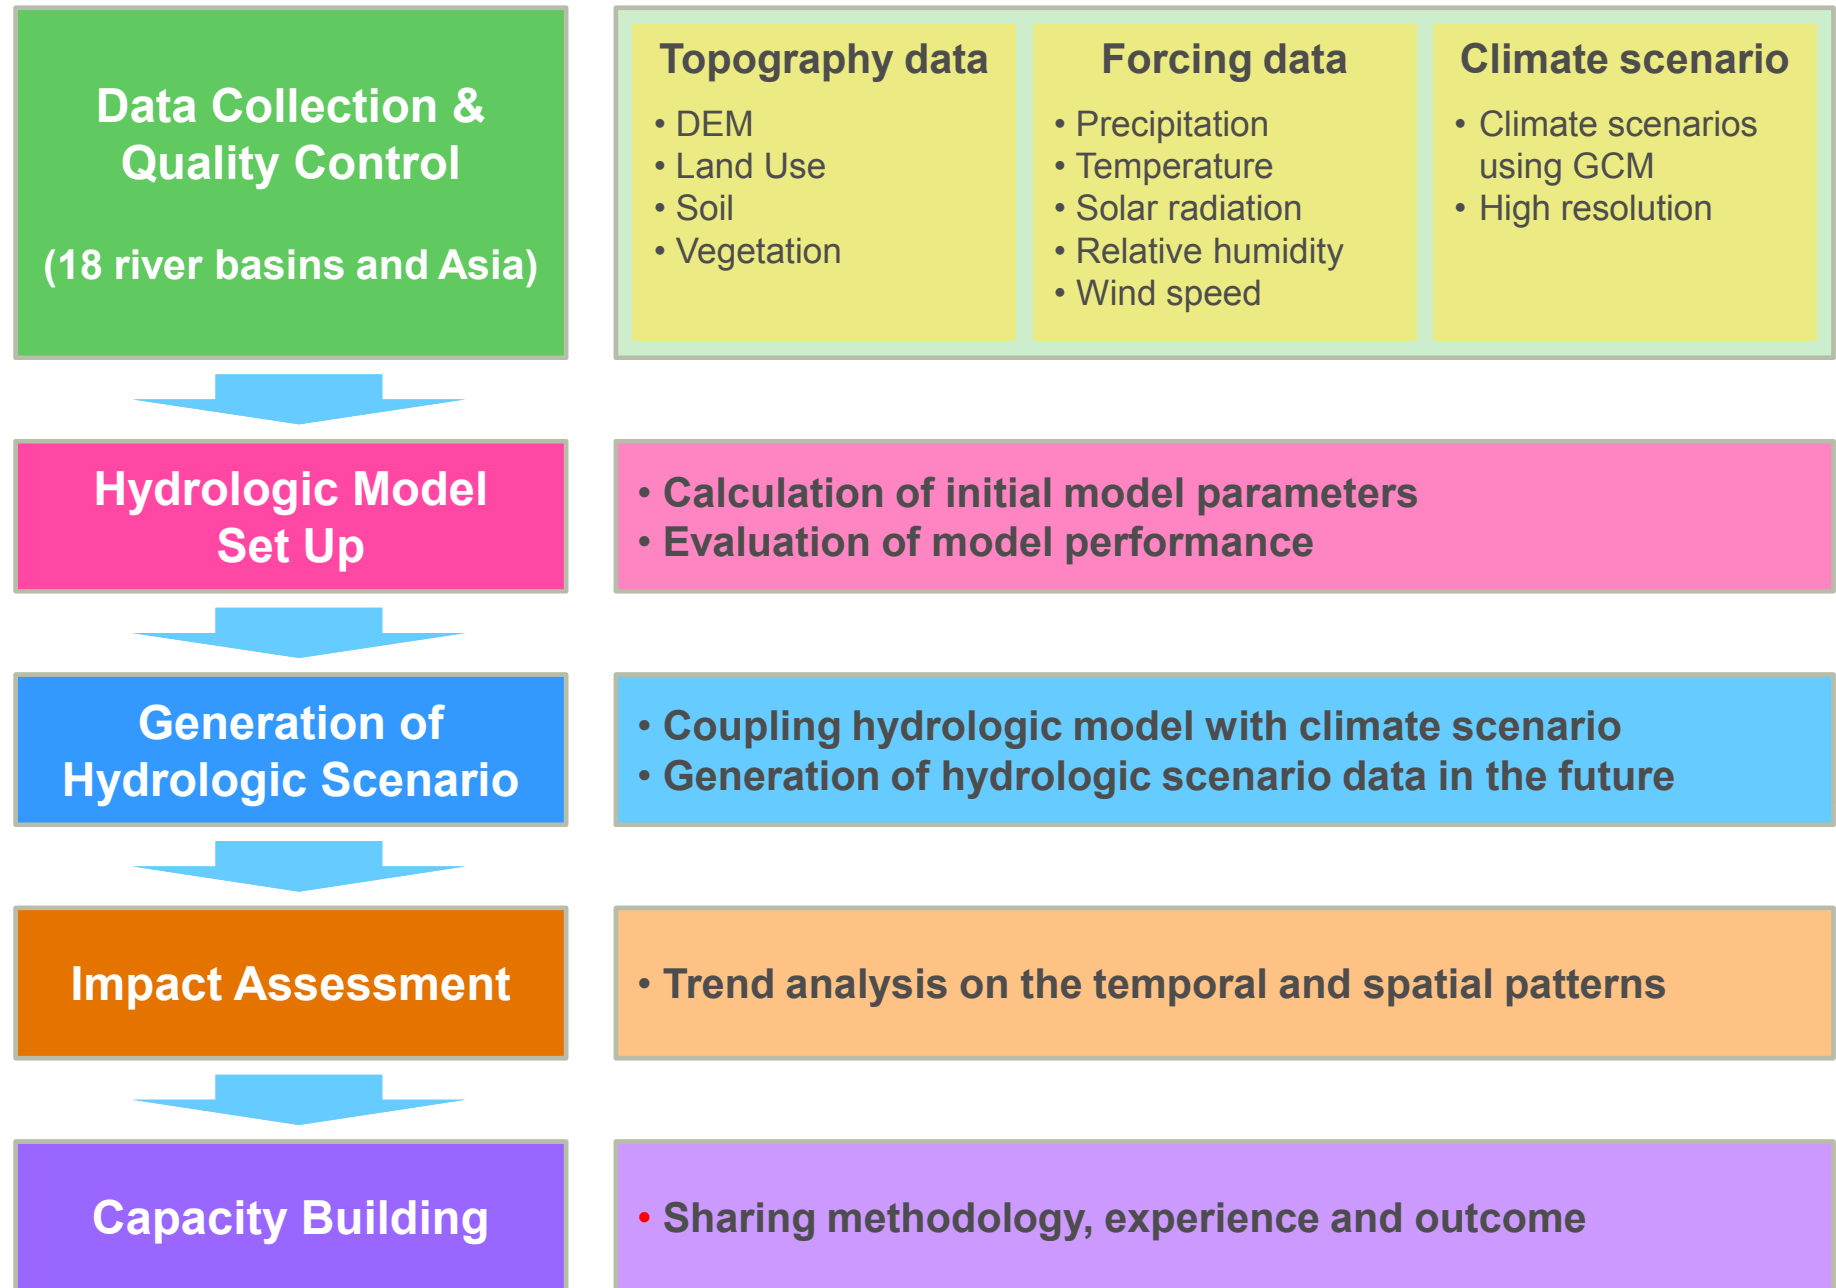 Data Collection &
Quality Control
(18 river basins and Asia)
Topography data
• DEM
• Land Use
• Soil
• Vegetation
Forcing data
• Precipitation
• Temperature
• Solar radiation
• Relative humidity
• Wind speed
Climate scenario
• Climate scenarios
using GCM
• High resolution
Hydrologic Model
Set Up
• Calculation of initial model parameters
• Evaluation of model performance
Generation of
Hydrologic Scenario
• Coupling hydrologic model with climate scenario
• Generation of hydrologic scenario data in the future
Impact Assessment
• Trend analysis on the temporal and spatial patterns
Capacity Building
• Sharing methodology, experience and outcome